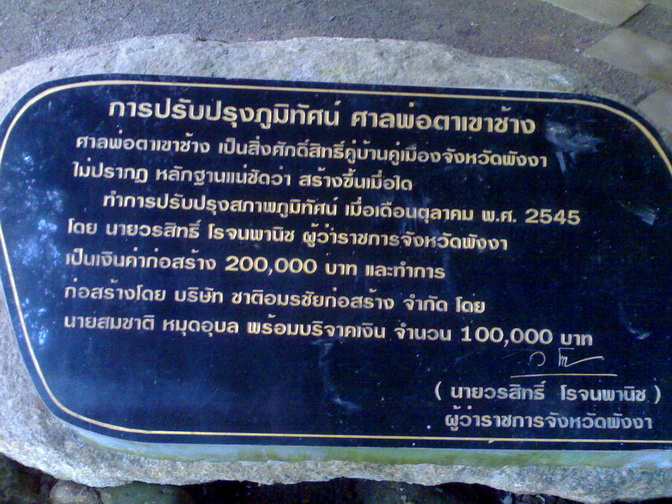 การปรับปรุงภูมิทัศน์ ศาลพ่อตาเขาช้าง
ศาลพ่อตาเขาช้าง เป็นสิ่งศักดิ์สิทธิ์คู่บ้านคู่เมืองจังหวัดพังงา
ไม่ปรากฏ หลักฐานแน่ชัดว่า สร้างขึ้นเมื่อใด
ทำการปรับปรุงสภาพภูมิทัศน์ เมื่อเดือนตุลาคม พ.ศ. 2545
โดย นายวรสิทธิ์ โรจนพานิช ผู้ว่าราชการจังหวัดพังงา
เป็นเงินค่าก่อสร้าง 200,000 บาท และทำการ
ก่อสร้างโดย บริษัท ชาติอมรชัยก่อสร้าง จำกัด โดย
นายสมชาติ หมุดอุบล พร้อมบริจาคเงิน จำนวน 100,000 บาท
( นายวรสิทธิ์ โรจนพานิช )
ผู้ว่าราชการจังหวัดพังงา